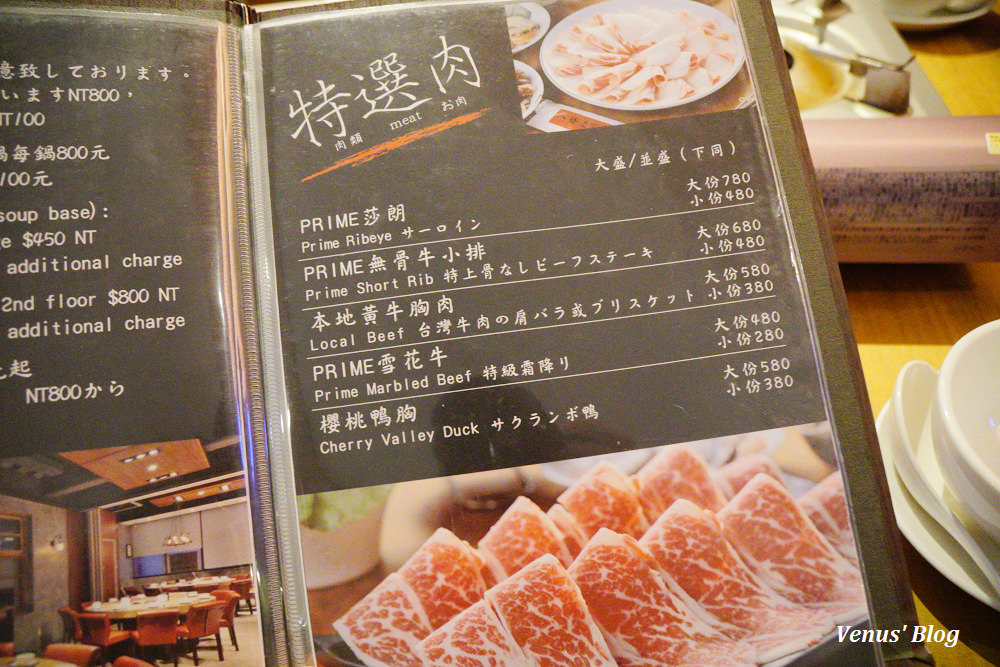 意致しております。
いますNT800，
NT100
鍋每鍋800元
100元
soup base):
e $450 NT
additional charge
2nd floor $800 NT
additional charge
起
NT800から
特選肉
肉類 meat お肉
大盛/並盛（下同）
大份780
PRIME莎朗 小份480
Prime Ribeye サーロイン
大份680
PRIME無骨牛小排 小份480
Prime Short Rib 特上骨なしビーフステーキ
大份580
本地黃牛胸肉 小份380
Local Beef 台灣牛肉の肩バラ或ブリスケット
大份480
PRIME雪花牛 小份280
Prime Marbled Beef 特級霜降り
大份580
櫻桃鴨胸 小份380
Cherry Valley Duck サクランボ鴨
Venus' Blog